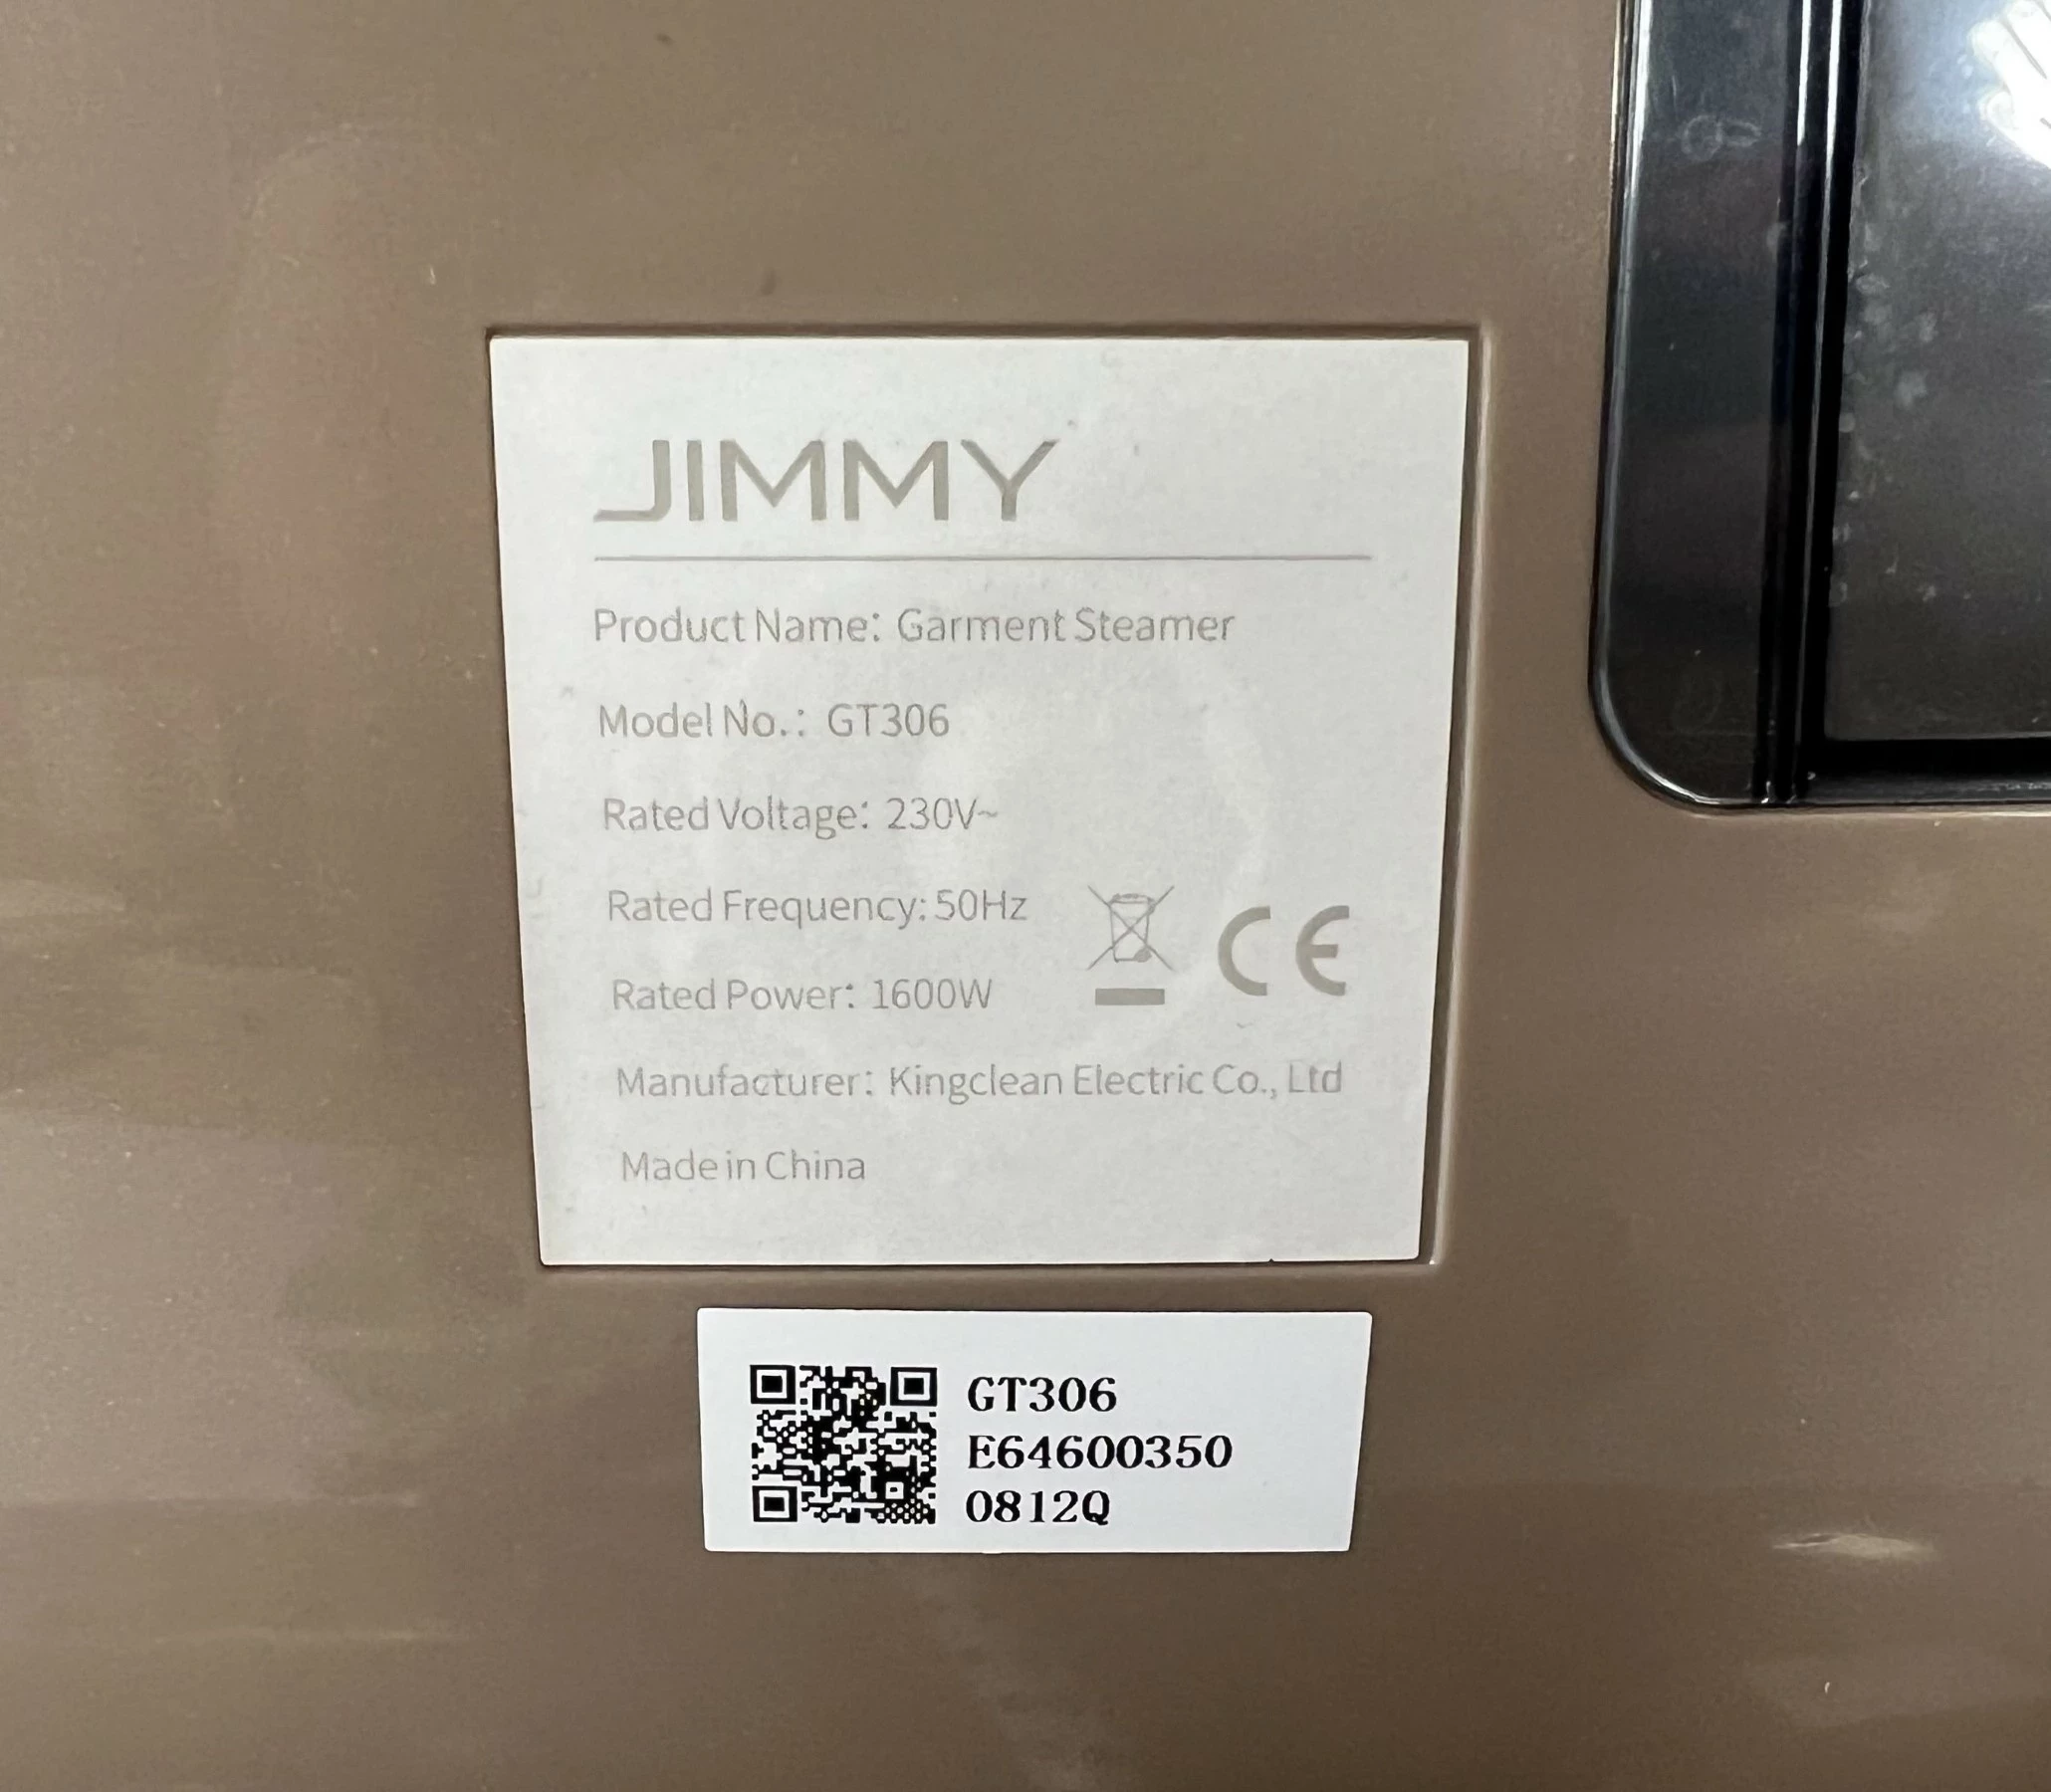 JIMMY
Product Name: Garment Steamer
Model No.: GT306
Rated Voltage: 230V~
Rated Frequency: 50Hz
Rated Power: 1600W
CE
Manufacturer: Kingclean Electric Co., Ltd
Made in China
GT306
E64600350
0812Q